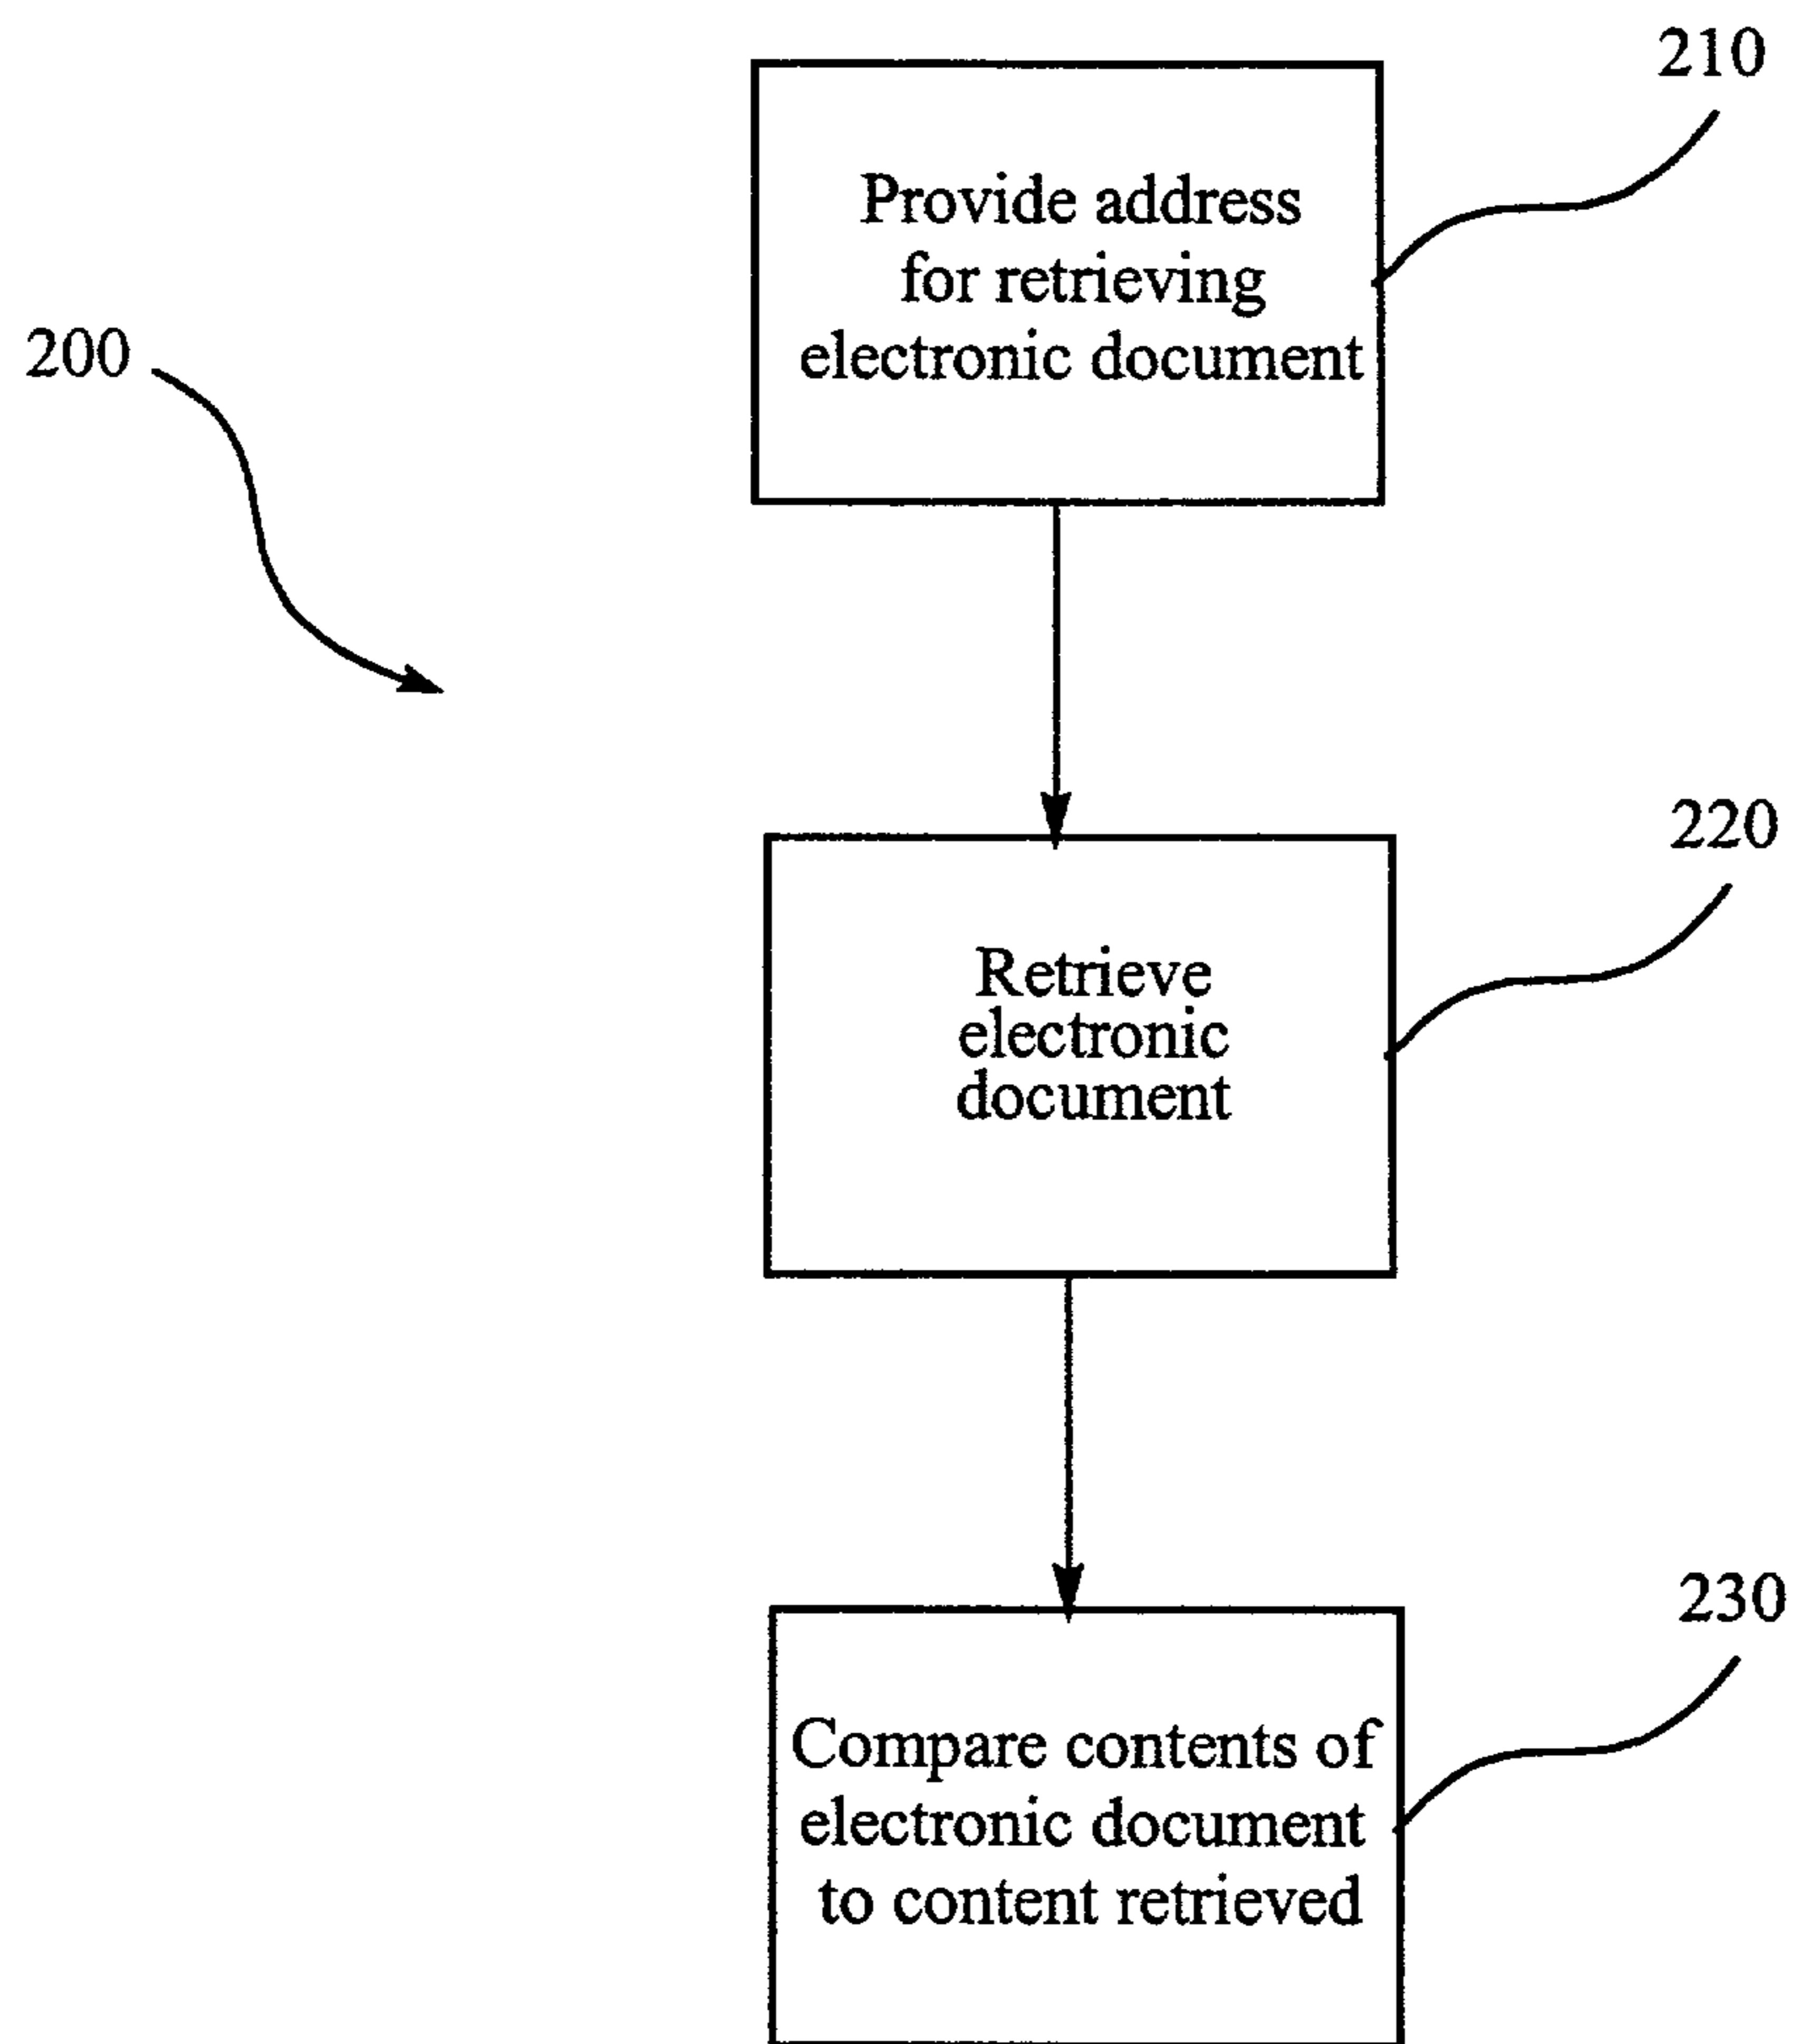 210
Provide address
for retrieving
electronic document
200
220
Retrieve
electronic
document
230
Compare contents of
electronic document
to content retrieved